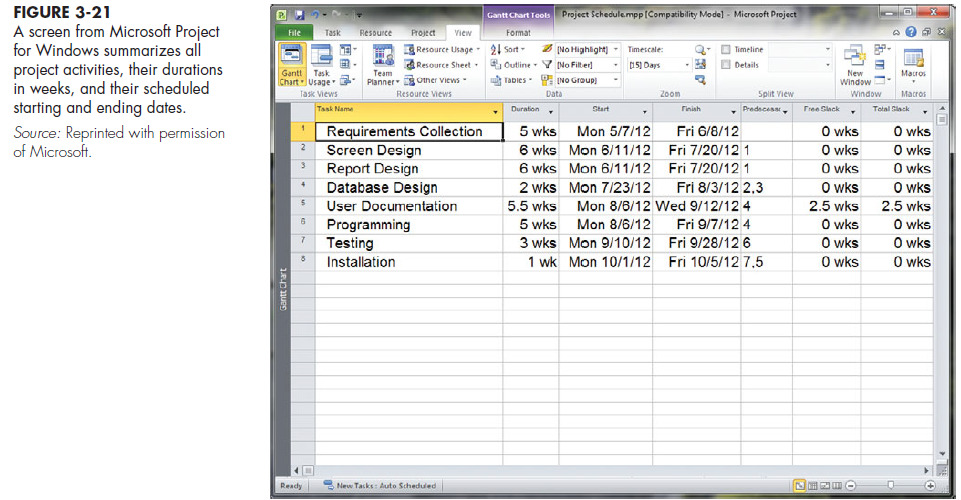 FIGURE 3-21
A screen from Microsoft Project
for Windows summarizes all
project activities, their durations
in weeks, and their scheduled
starting and ending dates.
Source: Reprinted with permission
of Microsoft.
Gantt Chart Tools Project Schedule.mpp [Compatibility Mode] - Microsoft Project
File Task Resource Project View Format
Gantt Chart
Task Usage
Task Views
Team Planner
Resource Usage
Resource Sheet
Other Views
Resource Views
Sort
Outline
Tables
[No Highlight]
[No Filter]
[No Group]
Data
Timescale:
[15] Days
Zoom
Timeline
Details
Split View
New Window
Window
Macros
Macros
Task Name Duration Start Finish Predecessc Free Slack Total Slack
1 Requirements Collection 5 wks Mon 5/7/12 Fri 6/8/12 0 wks 0 wks
2 Screen Design 6 wks Mon 6/11/12 Fri 7/20/12 1 0 wks 0 wks
3 Report Design 6 wks Mon 6/11/12 Fri 7/20/12 1 0 wks 0 wks
4 Database Design 2 wks Mon 7/23/12 Fri 8/3/12 2,3 0 wks 0 wks
5 User Documentation 5.5 wks Mon 8/6/12 Wed 9/12/12 4 2.5 wks 2.5 wks
6 Programming 5 wks Mon 8/6/12 Fri 9/7/12 4 0 wks 0 wks
7 Testing 3 wks Mon 9/10/12 Fri 9/28/12 6 0 wks 0 wks
8 Installation 1 wk Mon 10/1/12 Fri 10/5/12 7,5 0 wks 0 wks
Gantt Chart
Ready New Tasks : Auto Scheduled